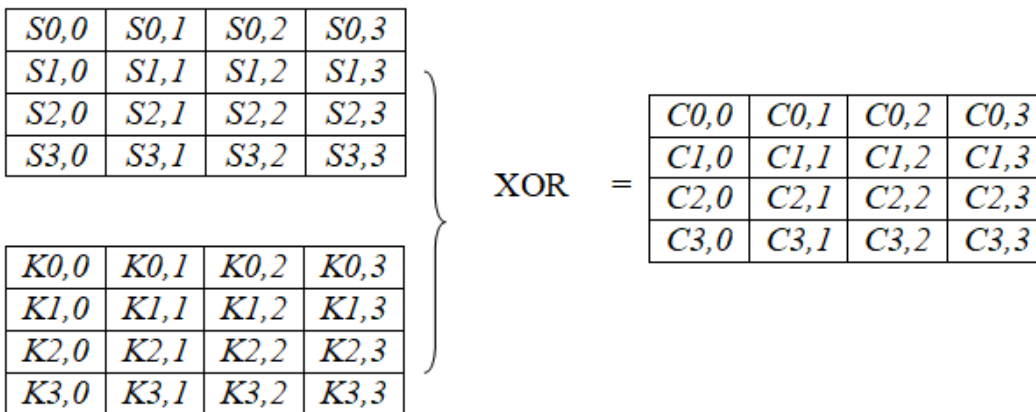 S0,0 S0,1 S0,2 S0,3
S1,0 S1,1 S1,2 S1,3
S2,0 S2,1 S2,2 S2,3
S3,0 S3,1 S3,2 S3,3
K0,0 K0,1 K0,2 K0,3
K1,0 K1,1 K1,2 K1,3
K2,0 K2,1 K2,2 K2,3
K3,0 K3,1 K3,2 K3,3
XOR =
C0,0 C0,1 C0,2 C0,3
C1,0 C1,1 C1,2 C1,3
C2,0 C2,1 C2,2 C2,3
C3,0 C3,1 C3,2 C3,3